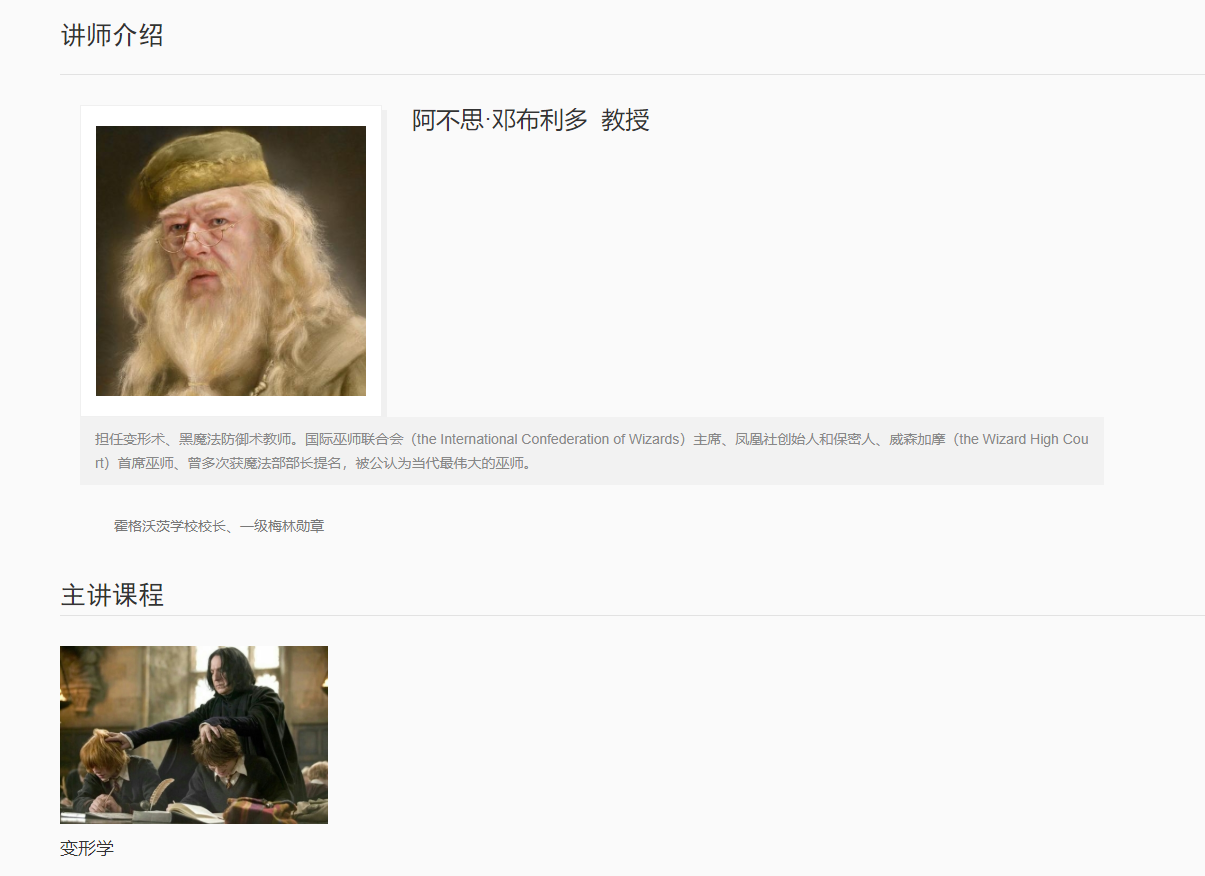 讲师介绍
阿不思·邓布利多 教授
担任变形术、黑魔法防御术教师。国际巫师联合会（the International Confederation of Wizards）主席、凤凰社创始人和保密人、威森加摩（the Wizard High Cou
rt）首席巫师、曾多次获魔法部部长提名，被公认为当代最伟大的巫师。
霍格沃茨学校校长、一级梅林勋章
主讲课程
变形学